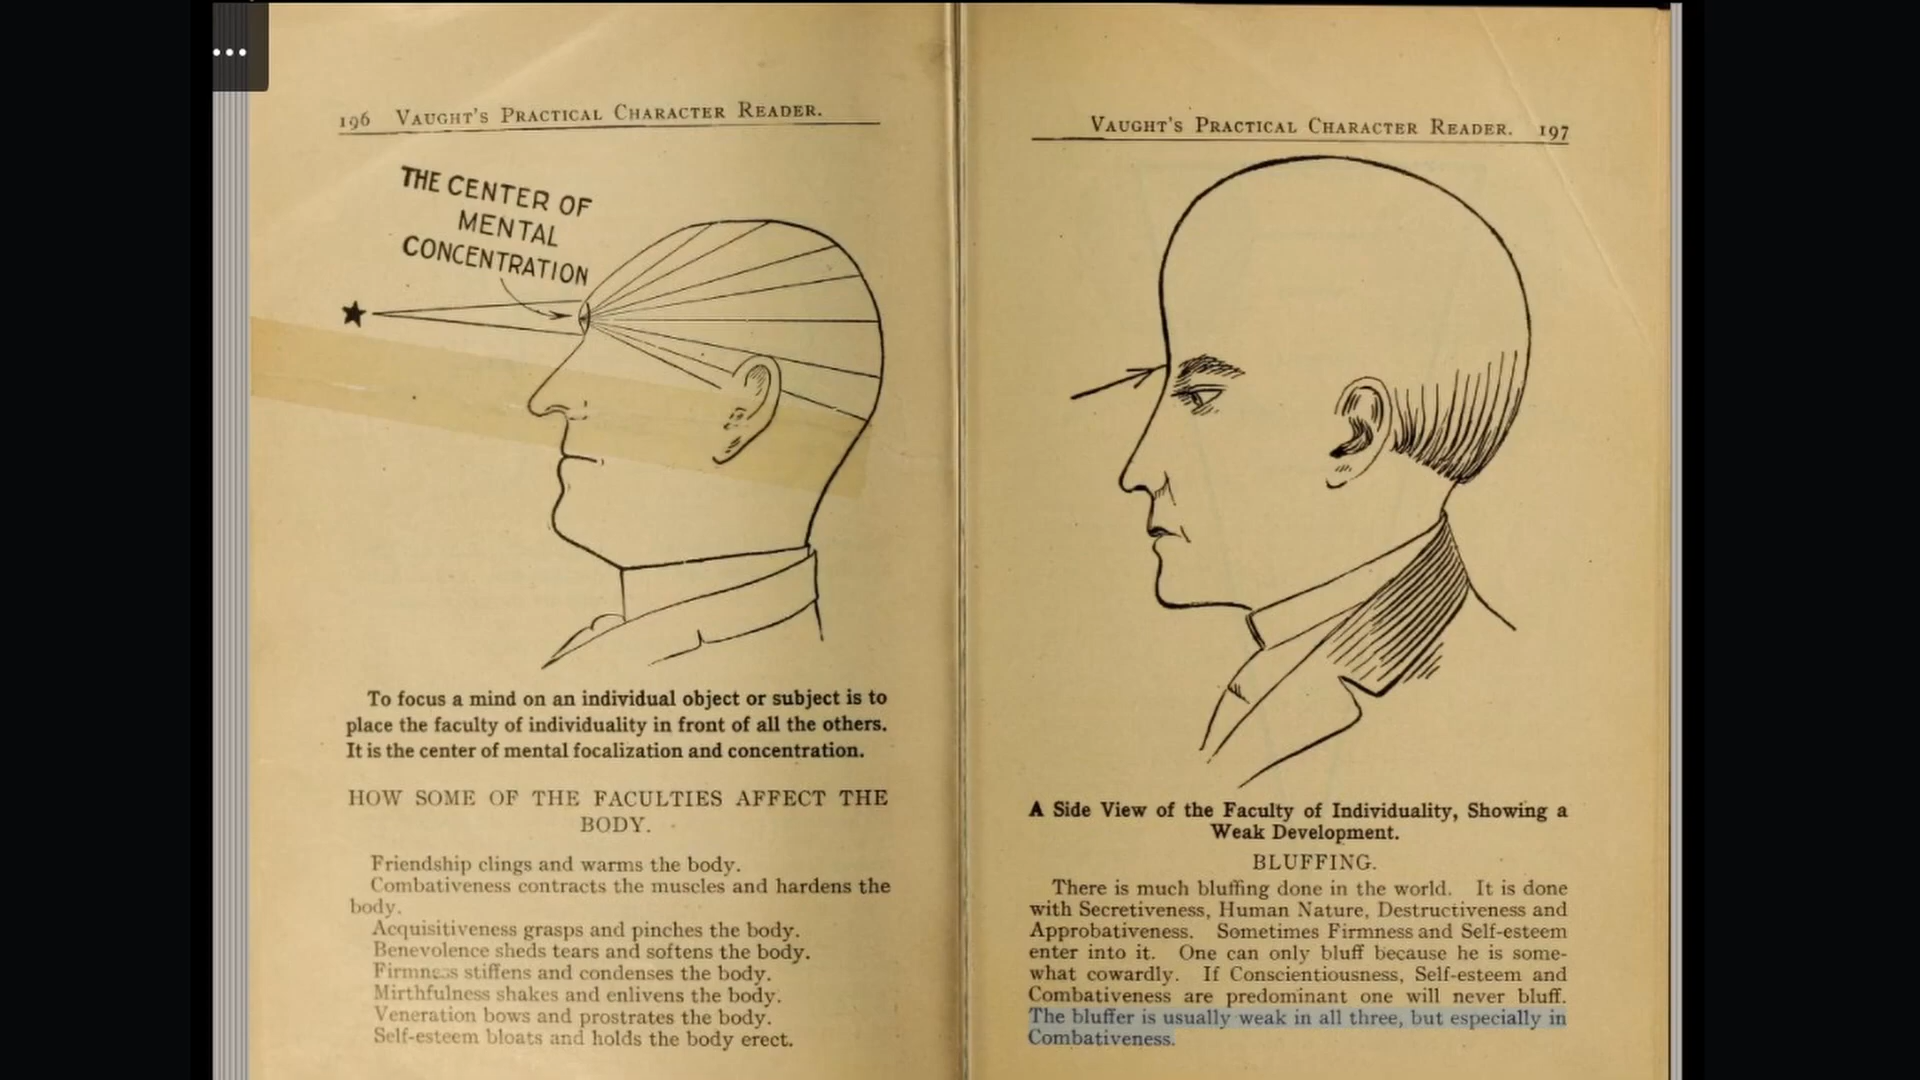 196 VAUGHT'S PRACTICAL CHARACTER READER.
THE CENTER OF
MENTAL
CONCENTRATION
To focus a mind on an individual object or subject is to
place the faculty of individuality in front of all the others.
It is the center of mental focalization and concentration.
HOW SOME OF THE FACULTIES AFFECT THE
BODY.
Friendship clings and warms the body.
Combativeness contracts the muscles and hardens the
body.
Acquisitiveness grasps and pinches the body.
Benevolence sheds tears and softens the body.
Firmness stiffens and condenses the body.
Mirthfulness shakes and enlivens the body.
Veneration bows and prostrates the body.
Self-esteem bloats and holds the body erect.
VAUGHT'S PRACTICAL CHARACTER READER. 197
A Side View of the Faculty of Individuality, Showing a
Weak Development.
BLUFFING.
There is much bluffing done in the world. It is done
with Secretiveness, Human Nature, Destructiveness and
Approbativeness. Sometimes Firmness and Self-esteem
enter into it. One can only bluff because he is some-
what cowardly. If Conscientiousness, Self-esteem and
Combativeness are predominant one will never bluff.
The bluffer is usually weak in all three, but especially in
Combativeness.